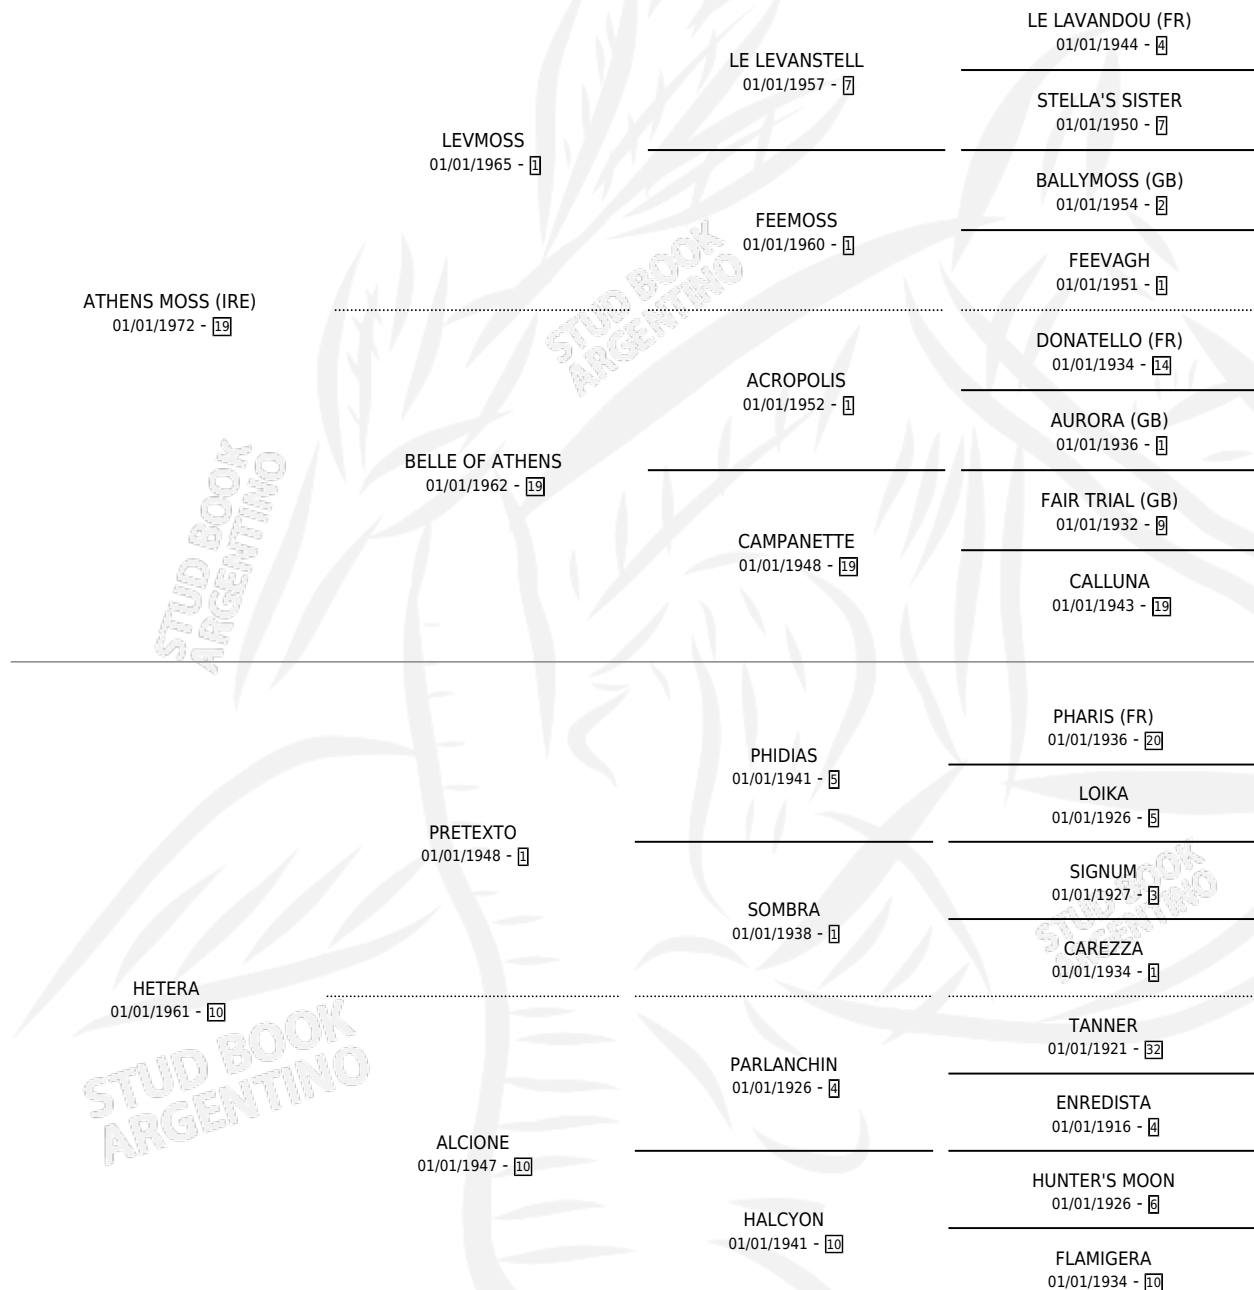 LE LAVANDOU (FR)
01/01/1944 - 4
LE LEVANSTELL
01/01/1957 - 7
STELLA'S SISTER
01/01/1950 - 7
LEVMOSS
01/01/1965 - 1
BALLYMOSS (GB)
01/01/1954 - 2
FEEMOSS
01/01/1960 - 1
FEEVAGH
01/01/1951 - 1
ATHENS MOSS (IRE)
01/01/1972 - 19
DONATELLO (FR)
01/01/1934 - 14
ACROPOLIS
01/01/1952 - 1
AURORA (GB)
01/01/1936 - 1
BELLE OF ATHENS
01/01/1962 - 19
FAIR TRIAL (GB)
01/01/1932 - 9
CAMPANETTE
01/01/1948 - 19
CALLUNA
01/01/1943 - 19
PHARIS (FR)
01/01/1936 - 20
PHIDIAS
01/01/1941 - 5
LOIKA
01/01/1926 - 5
PRETEXTO
01/01/1948 - 1
SIGNUM
01/01/1927 - 3
SOMBRA
01/01/1938 - 1
CAREZZA
01/01/1934 - 1
HETERA
01/01/1961 - 10
TANNER
01/01/1921 - 32
PARLANCHIN
01/01/1926 - 4
ENREDISTA
01/01/1916 - 4
ALCIONE
01/01/1947 - 10
HUNTER'S MOON
01/01/1926 - 6
HALCYON
01/01/1941 - 10
FLAMIGERA
01/01/1934 - 10
STUD BOOK
ARGENTINO
STUD BOOK
ARGENTINO
STUD BOOK
ARGENTINO
STUD BOOK
ARGENTINO